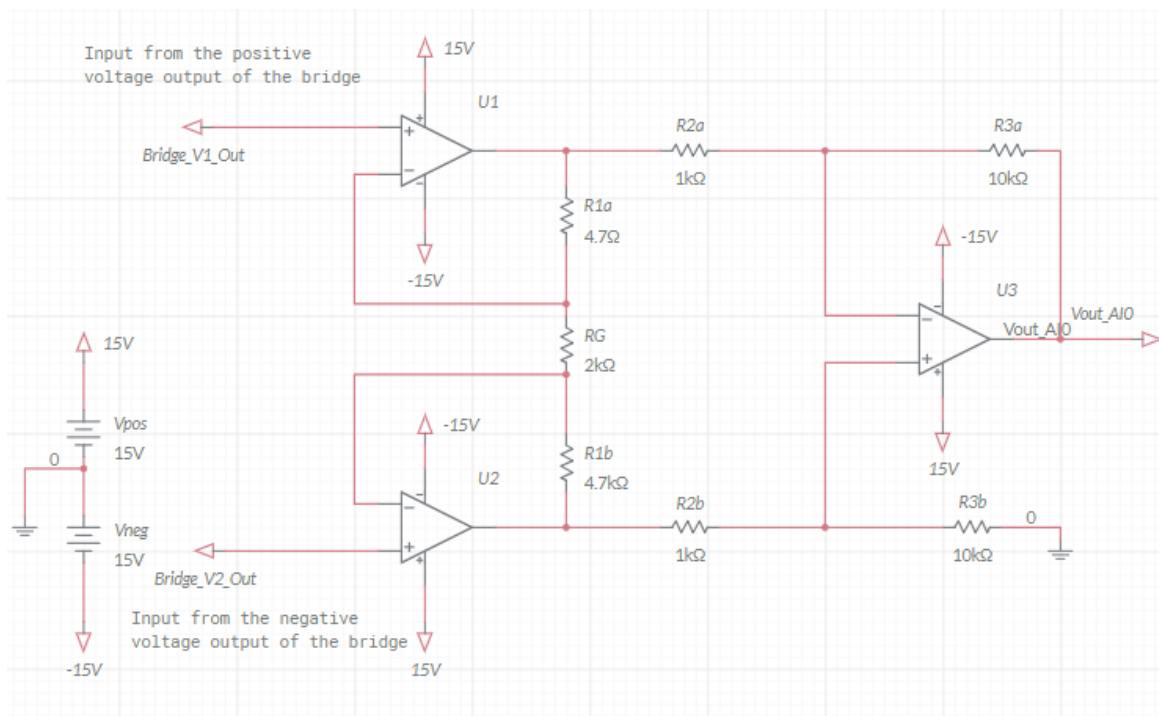 Input from the positive
voltage output of the bridge
15V
U1
+
+
−
−
Bridge_V1_Out
-15V
R2a
1kΩ
R3a
10kΩ
R1a
4.7Ω
-15V
U3
−
−
+
+
Vout_AI0
Vout_AI0
15V
RG
2kΩ
15V
Vpos
15V
0
Vneg
15V
-15V
-15V
U2
−
−
+
+
R1b
4.7kΩ
R2b
1kΩ
R3b
10kΩ
0
Bridge_V2_Out
Input from the negative
voltage output of the bridge
15V